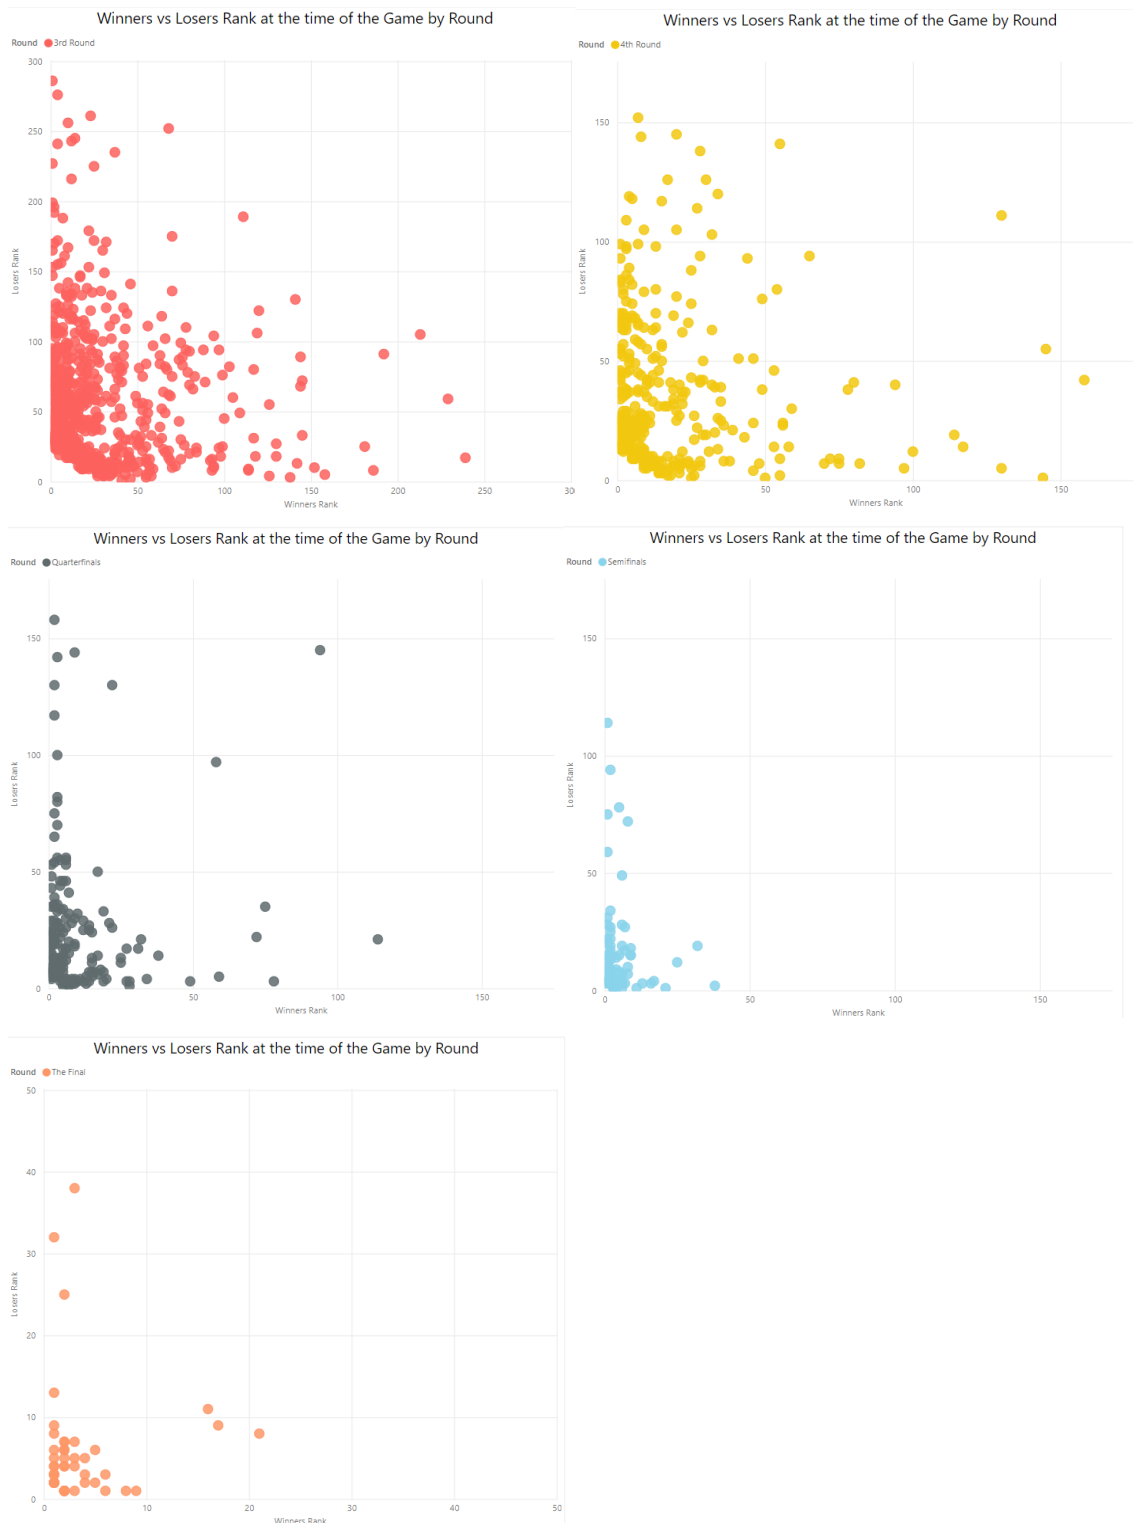 Winners vs Losers Rank at the time of the Game by Round
Round 3rd Round
300
250
200
150
100
50
0
Losers Rank
0 50 100 150 200 250 30
Winners Rank
Winners vs Losers Rank at the time of the Game by Round
Round 4th Round
150
100
50
0
Losers Rank
0 50 100 150
Winners Rank
Winners vs Losers Rank at the time of the Game by Round
Round Quarterfinals
150
100
50
0
Losers Rank
0 50 100 150
Winners Rank
Winners vs Losers Rank at the time of the Game by Round
Round Semifinals
150
100
50
0
Losers Rank
0 50 100 150
Winners Rank
Winners vs Losers Rank at the time of the Game by Round
Round The Final
50
40
30
20
10
0
Losers Rank
0 10 20 30 40 50
Winners Rank